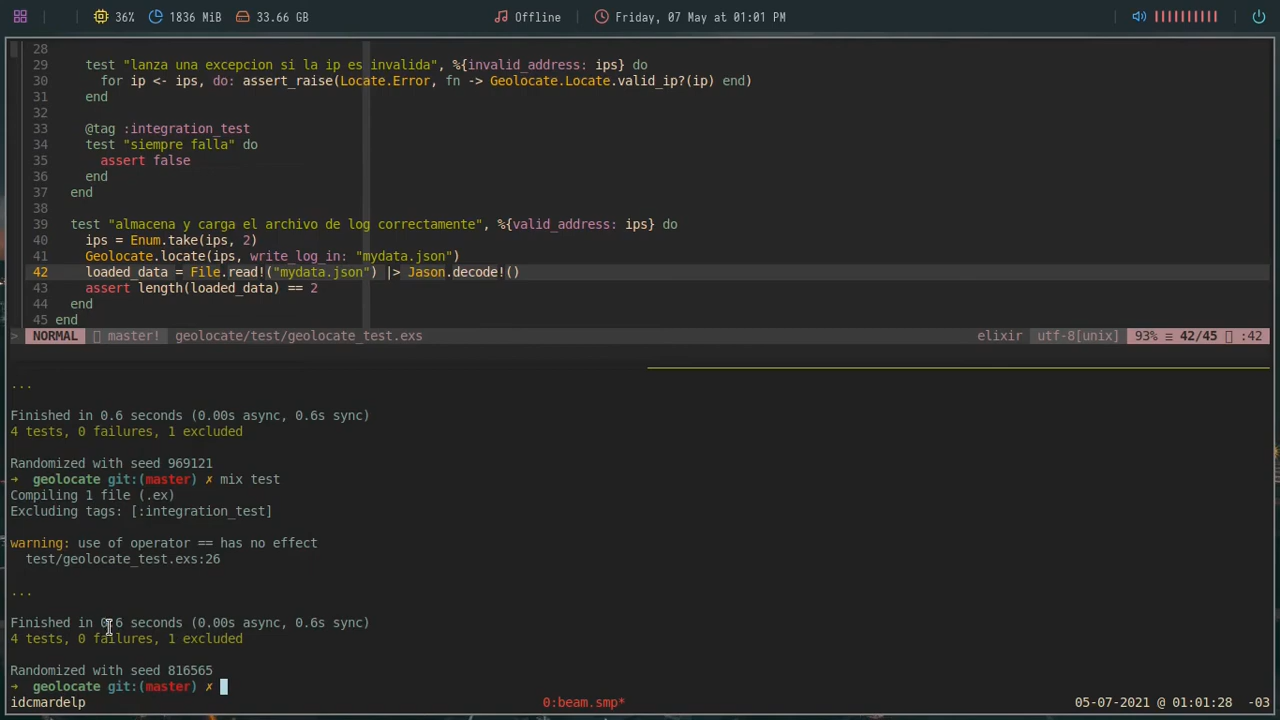 36% 1836 MiB 33.66 GB Offline Friday, 07 May at 01:01 PM
28
29 test "lanza una excepcion si la ip es invalida", %{invalid_address: ips} do
30 for ip <- ips, do: assert_raise(Locate.Error, fn -> Geolocate.Locate.valid_ip?(ip) end)
31 end
32
33 @tag :integration_test
34 test "siempre falla" do
35 assert false
36 end
37 end
38
39 test "almacena y carga el archivo de log correctamente", %{valid_address: ips} do
40 ips = Enum.take(ips, 2)
41 Geolocate.locate(ips, write_log_in: "mydata.json")
42 loaded_data = File.read!("mydata.json") |> Jason.decode!()
43 assert length(loaded_data) == 2
44 end
45 end
> NORMAL master! geolocate/test/geolocate_test.exs elixir utf-8[unix] 93% ≡ 42/45 :42
...
Finished in 0.6 seconds (0.00s async, 0.6s sync)
4 tests, 0 failures, 1 excluded
Randomized with seed 969121
→ geolocate git:(master) ✗ mix test
Compiling 1 file (.ex)
Excluding tags: [:integration_test]
warning: use of operator == has no effect
test/geolocate_test.exs:26
...
Finished in 0.6 seconds (0.00s async, 0.6s sync)
4 tests, 0 failures, 1 excluded
Randomized with seed 816565
→ geolocate git:(master) ✗
idcmardelp 0:beam.smp* 05-07-2021 @ 01:01:28 -03